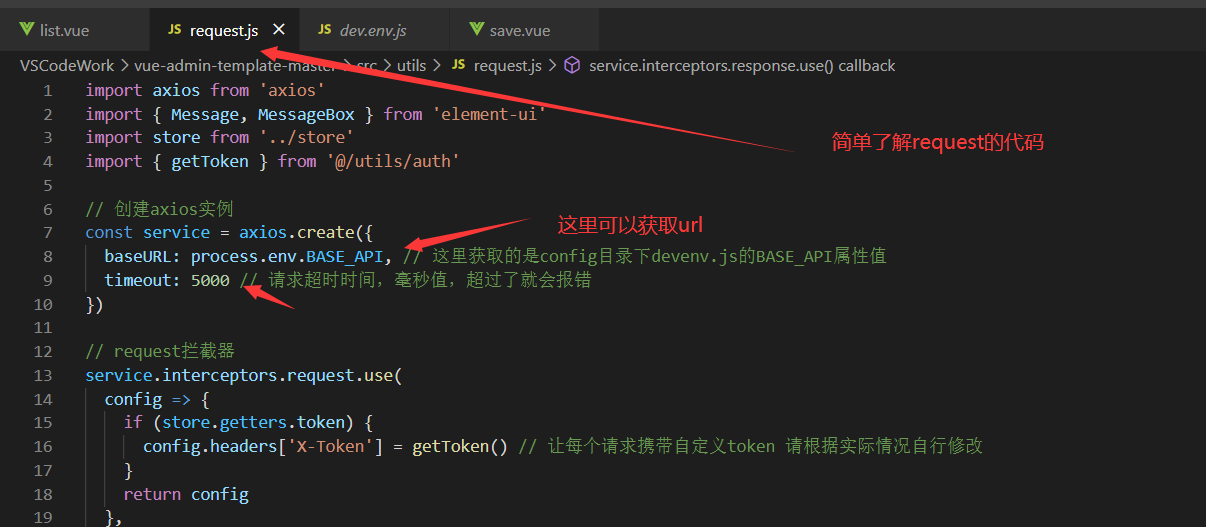 list.vue JS request.js × JS dev.env.js save.vue
VSCodeWork > vue-admin-template-master > src > utils > JS request.js > service.interceptors.response.use() callback
1 import axios from 'axios'
2 import { Message, MessageBox } from 'element-ui'
3 import store from '../store'
简单了解request的代码
4 import { getToken } from '@/utils/auth'
5
6 // 创建axios实例
这里可以获取url
7 const service = axios.create({
8 baseURL: process.env.BASE_API, // 这里获取的是config目录下devenv.js的BASE_API属性值
9 timeout: 5000 // 请求超时时间，毫秒值，超过了就会报错
10 })
11
12 // request拦截器
13 service.interceptors.request.use(
14 config => {
15 if (store.getters.token) {
16 config.headers['X-Token'] = getToken() // 让每个请求携带自定义token 请根据实际情况自行修改
17 }
18 return config
19 },